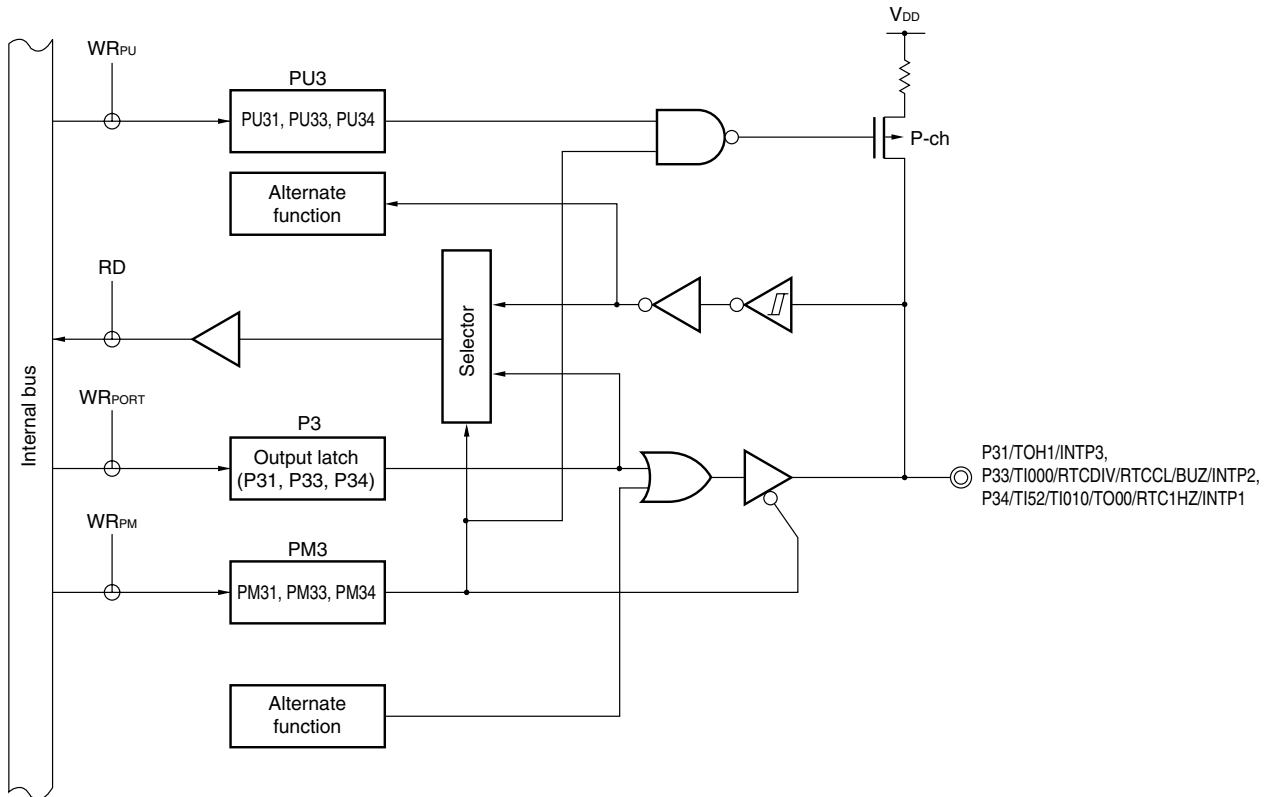 VDD
WRPU
PU3
PU31, PU33, PU34
P-ch
Alternate
function
RD
Selector
Internal bus
WRPORT
P3
Output latch
(P31, P33, P34)
P31/TOH1/INTP3,
P33/TI000/RTCDIV/RTCCL/BUZ/INTP2,
P34/TI52/TI010/TO00/RTC1HZ/INTP1
WRPM
PM3
PM31, PM33, PM34
Alternate
function